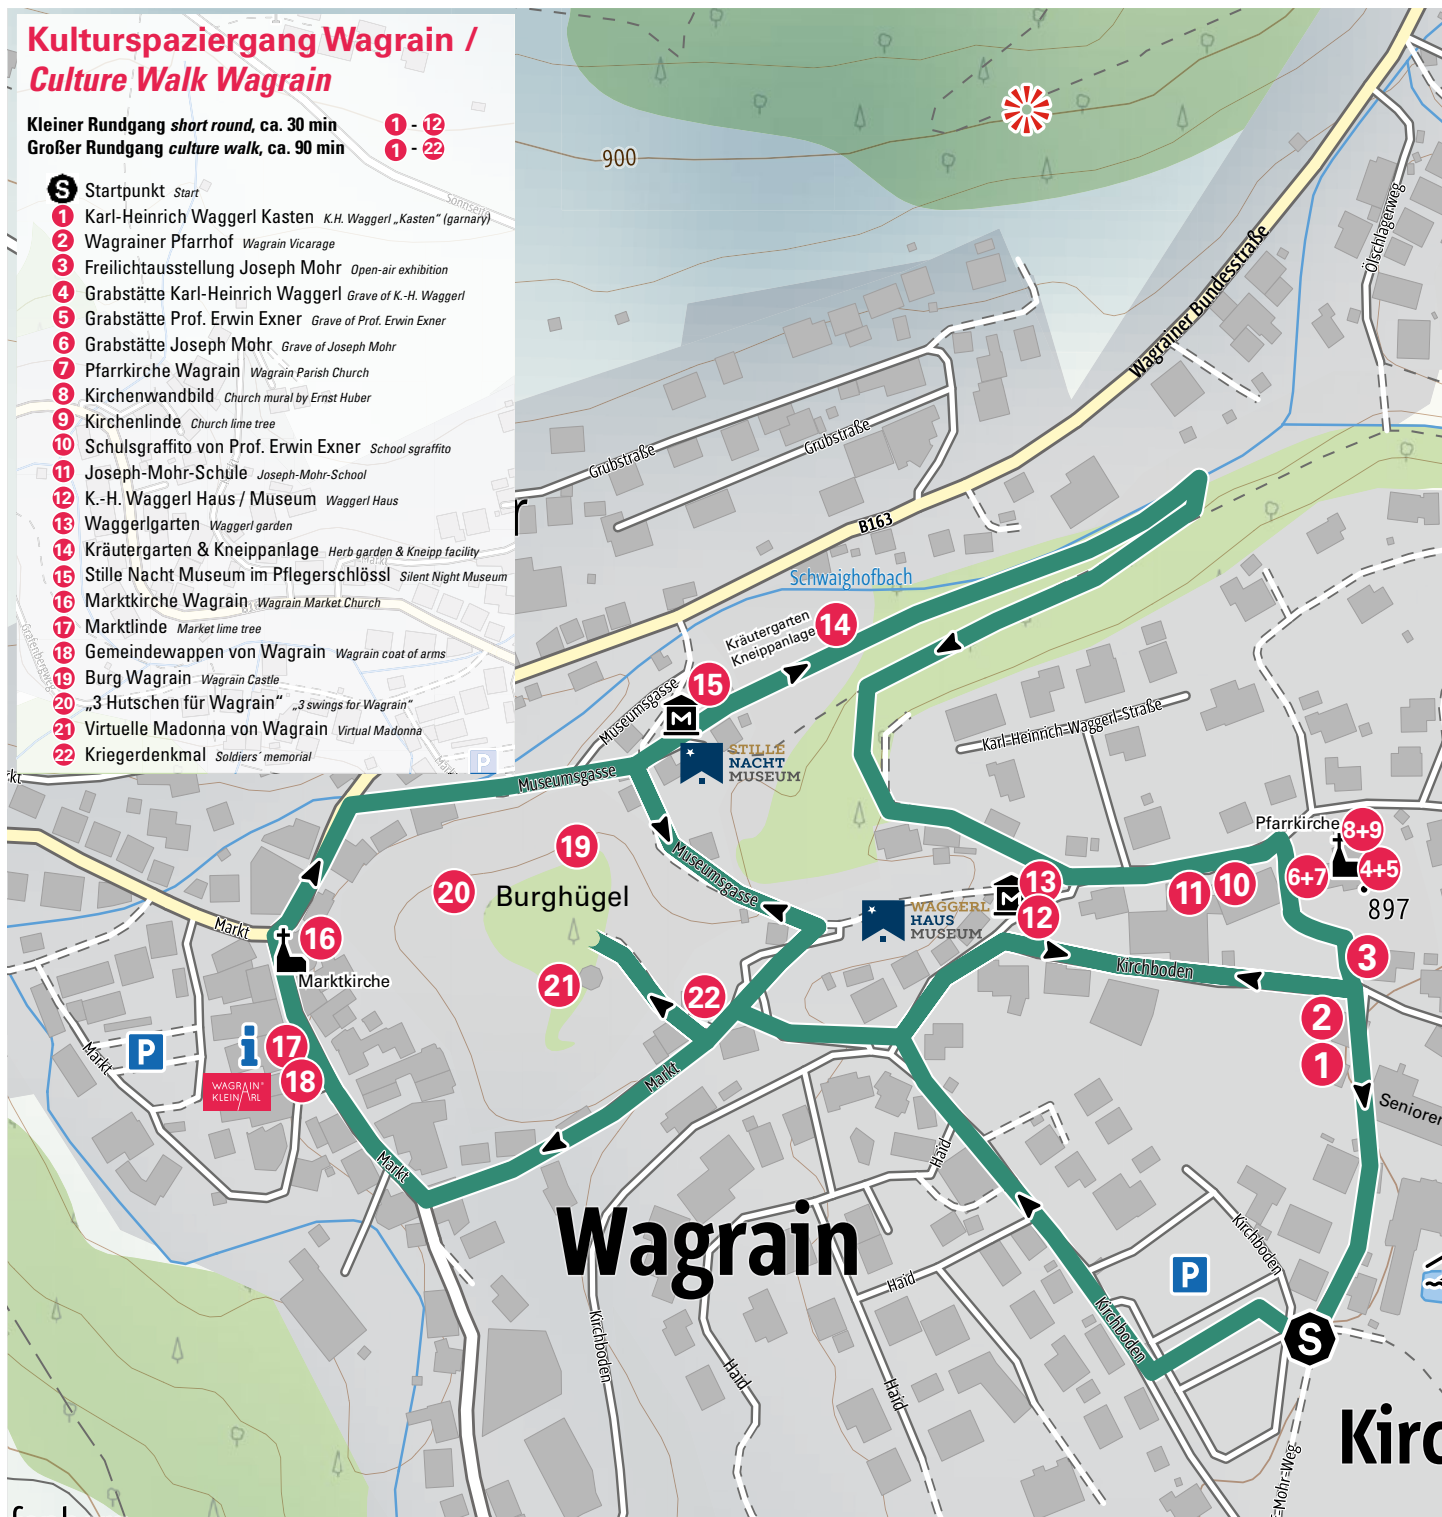 Kulturspaziergang Wagrain /
Culture Walk Wagrain
Kleiner Rundgang short round, ca. 30 min 1 - 12
Großer Rundgang culture walk, ca. 90 min 1 - 22
S Startpunkt Start
1 Karl-Heinrich Waggerl Kasten K.H. Waggerl „Kasten“ (garnary)
2 Wagrainer Pfarrhof Wagrain Vicarage
3 Freilichtausstellung Joseph Mohr Open-air exhibition
4 Grabstätte Karl-Heinrich Waggerl Grave of K.-H. Waggerl
5 Grabstätte Prof. Erwin Exner Grave of Prof. Erwin Exner
6 Grabstätte Joseph Mohr Grave of Joseph Mohr
7 Pfarrkirche Wagrain Wagrain Parish Church
8 Kirchenwandbild Church mural by Ernst Huber
9 Kirchenlinde Church lime tree
10 Schulsgraffito von Prof. Erwin Exner School sgraffito
11 Joseph-Mohr-Schule Joseph-Mohr-School
12 K.-H. Waggerl Haus / Museum Waggerl Haus
13 Waggerlgarten Waggerl garden
14 Kräutergarten & Kneippanlage Herb garden & Kneipp facility
15 Stille Nacht Museum im Pflegerschlössl Silent Night Museum
16 Marktkirche Wagrain Wagrain Market Church
17 Marktlinde Market lime tree
18 Gemeindewappen von Wagrain Wagrain coat of arms
19 Burg Wagrain Wagrain Castle
20 „3 Hutschen für Wagrain“ „3 swings for Wagrain“
21 Virtuelle Madonna von Wagrain Virtual Madonna
22 Kriegerdenkmal Soldiers´ memorial
900
Ölschlagerweg
Wagrainer Bundesstraße
Grubstraße
Grubstraße
B163
Schwaighofbach
Kräutergarten
Kneippanlage
14
15
Museumsgasse
M
STILLE
NACHT
MUSEUM
Museumsgasse
Karl-Heinrich-Waggerl-Straße
Pfarrkirche
8+9
4+5
6+7
897
10
11
13
12
M
WAGGERL
HAUS
MUSEUM
Museumsgasse
19
20
Burghügel
21
22
Markt
16
Marktkirche
Kirchboden
3
2
1
Senioren
P
Markt
i
17
18
WAGRAIN
KLEINARL
Markt
Markt
Haid
Wagrain
Haid
Kirchboden
P
Kirchboden
S
Kirchboden
Haid
Haid
Kirc
-Mohr-Weg